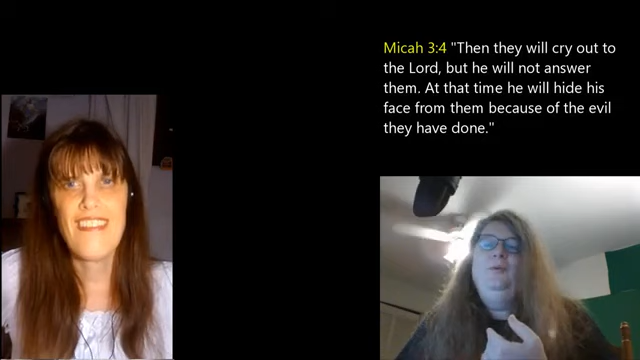 Micah 3:4 "Then they will cry out to
the Lord, but he will not answer
them. At that time he will hide his
face from them because of the evil
they have done."